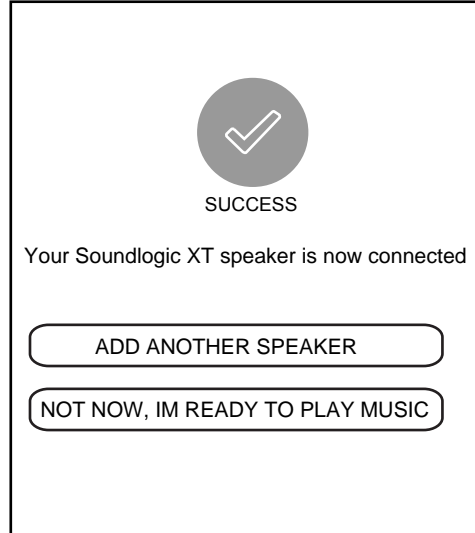 SUCCESS
Your Soundlogic XT speaker is now connected
ADD ANOTHER SPEAKER
NOT NOW, IM READY TO PLAY MUSIC